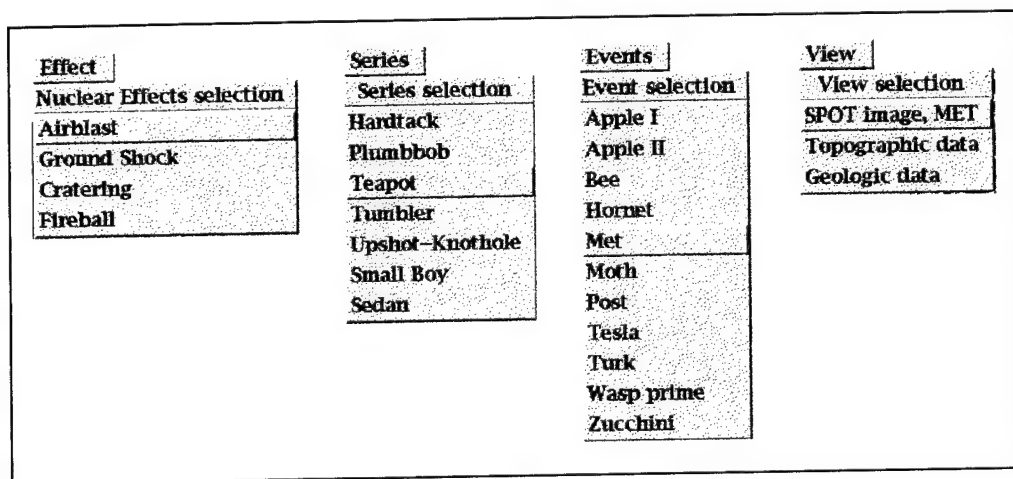 Effect
Nuclear Effects selection
Airblast
Ground Shock
Cratering
Fireball
Series
Series selection
Hardtack
Plumbbob
Teapot
Tumbler
Upshot-Knothole
Small Boy
Sedan
Events
Event selection
Apple I
Apple II
Bee
Hornet
Met
Moth
Post
Tesla
Turk
Wasp prime
Zucchini
View
View selection
SPOT image, MET
Topographic data
Geologic data